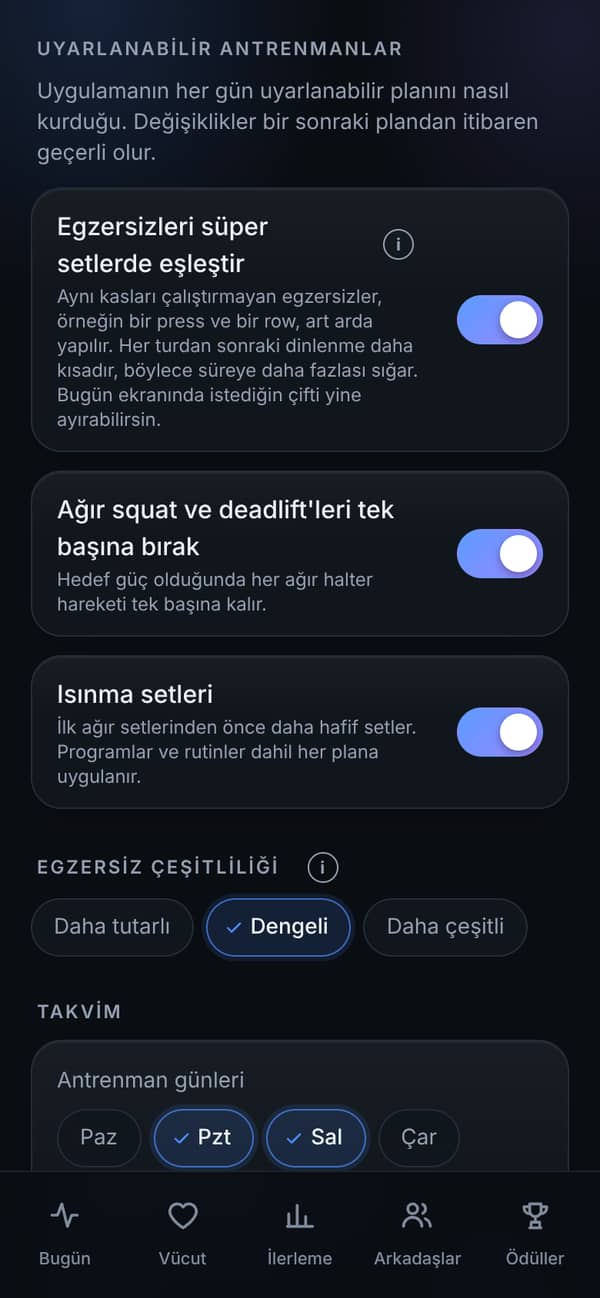 UYARLANABİLİR ANTRENMANLAR
Uygulamanın her gün uyarlanabilir planını nasıl
kurduğu. Değişiklikler bir sonraki plandan itibaren
geçerli olur.
Egzersizleri süper
setlerde eşleştir
Aynı kasları çalıştırmayan egzersizler,
örneğin bir press ve bir row, art arda
yapılır. Her turdan sonraki dinlenme daha
kısadır, böylece süreye daha fazlası sığar.
Bugün ekranında istediğin çifti yine
ayırabilirsin.
Ağır squat ve deadlift'leri tek
başına bırak
Hedef güç olduğunda her ağır halter
hareketi tek başına kalır.
Isınma setleri
İlk ağır setlerinden önce daha hafif setler.
Programlar ve rutinler dahil her plana
uygulanır.
EGZERSİZ ÇEŞİTLİLİĞİ
Daha tutarlı Dengeli Daha çeşitli
TAKVİM
Antrenman günleri
Paz Pzt Sal Çar
Bugün Vücut İlerleme Arkadaşlar Ödüller